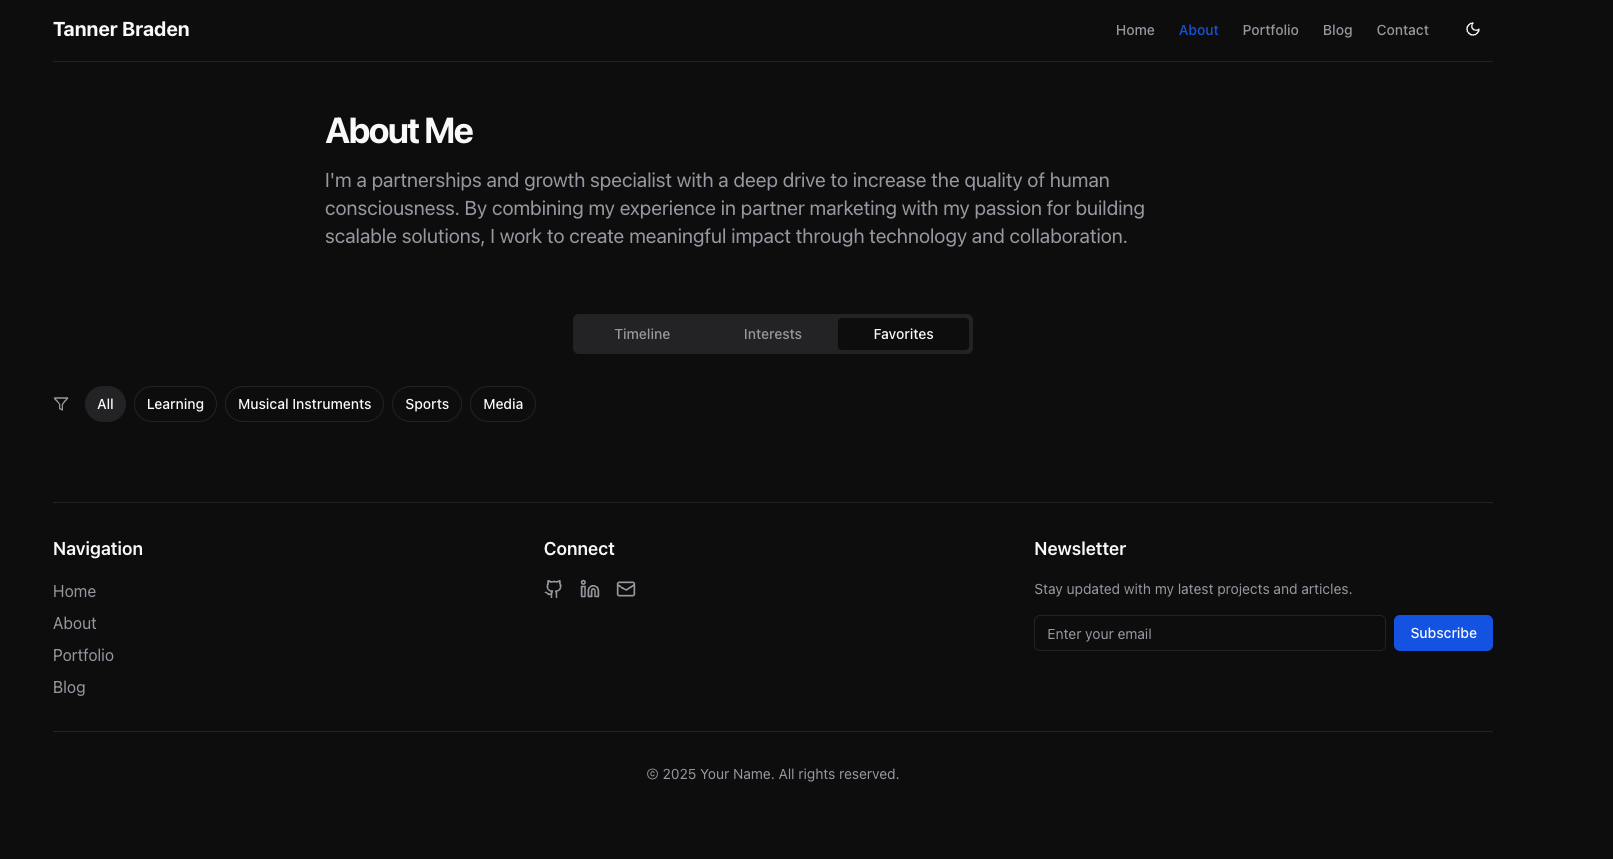 Tanner Braden
Home About Portfolio Blog Contact
About Me
I'm a partnerships and growth specialist with a deep drive to increase the quality of human
consciousness. By combining my experience in partner marketing with my passion for building
scalable solutions, I work to create meaningful impact through technology and collaboration.
Timeline Interests Favorites
All Learning Musical Instruments Sports Media
Navigation
Home
About
Portfolio
Blog
Connect
Newsletter
Stay updated with my latest projects and articles.
Enter your email Subscribe
© 2025 Your Name. All rights reserved.